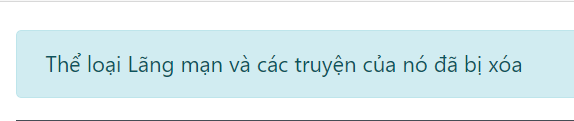 Thể loại Lãng mạn và các truyện của nó đã bị xóa